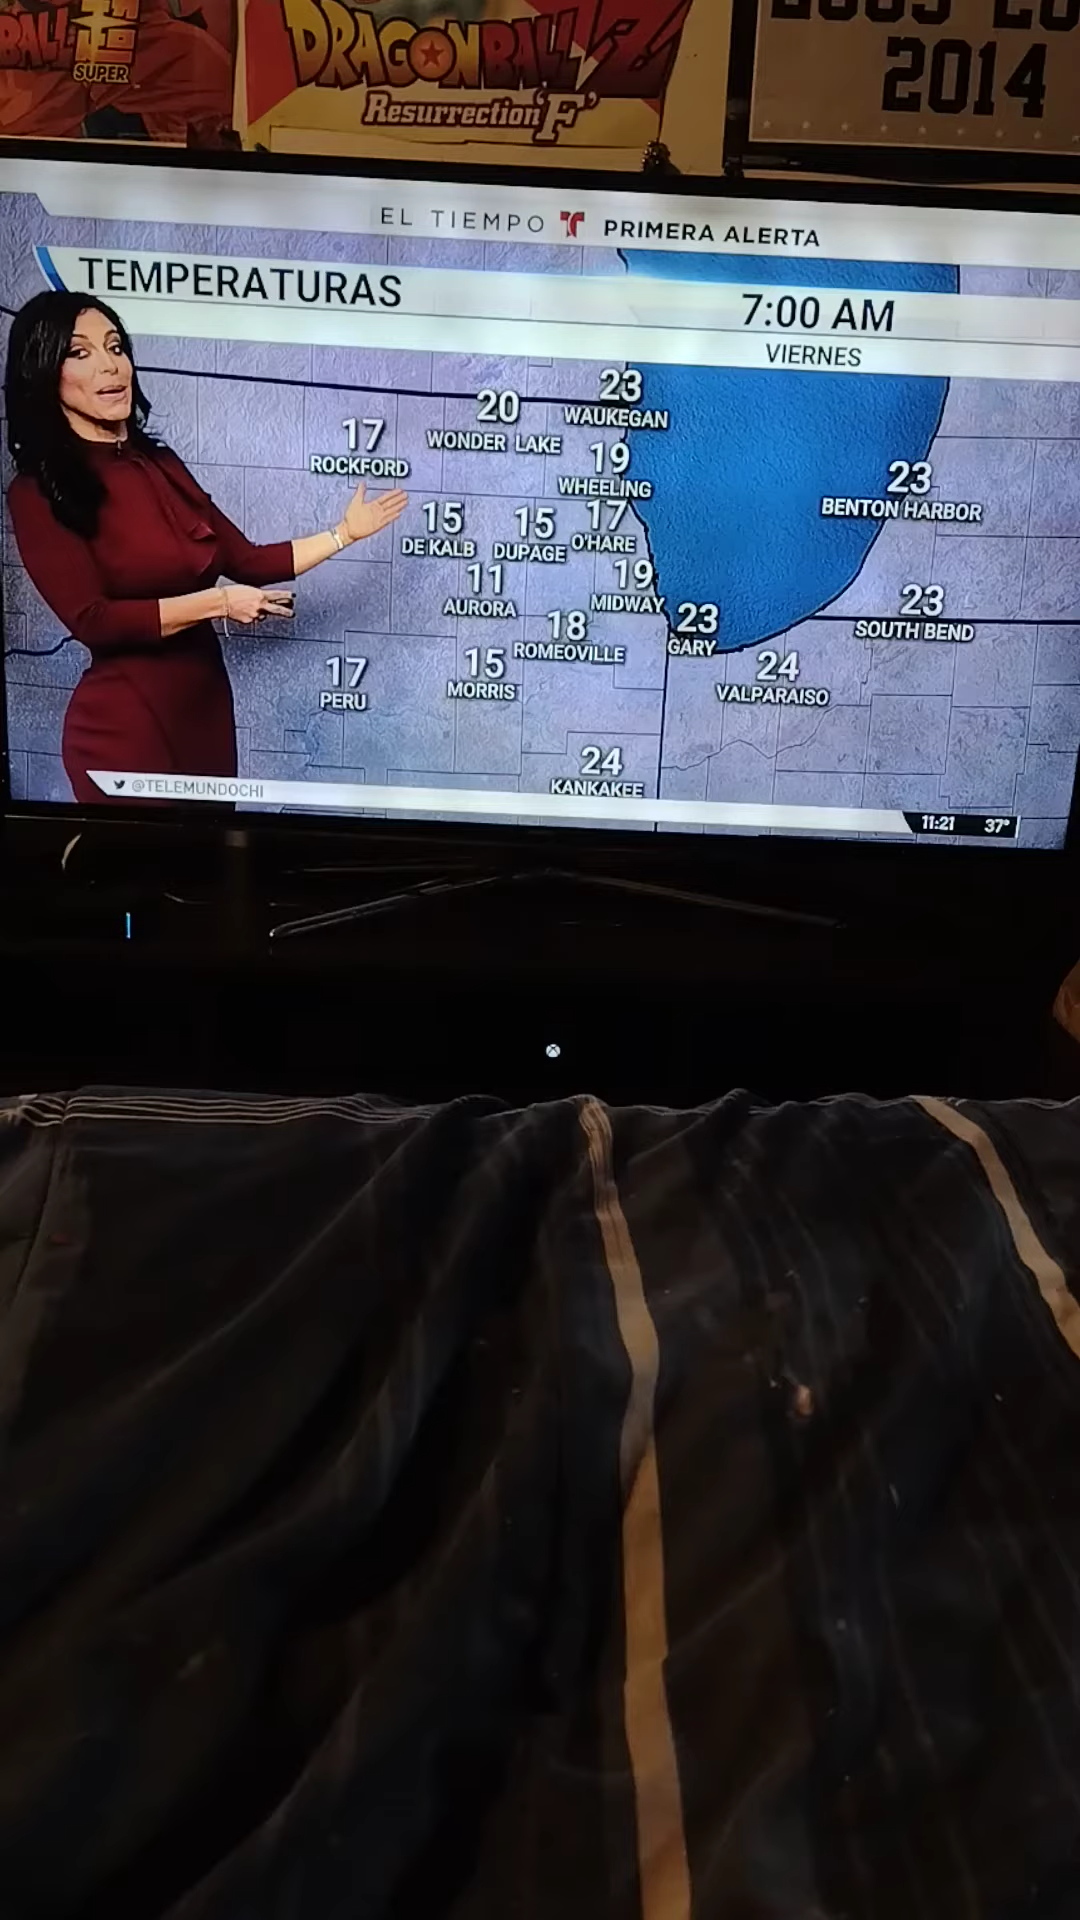 BALL
超
SUPER
DRAGONBALL Z
Resurrection 'F'
2014
EL TIEMPO PRIMERA ALERTA
TEMPERATURAS
7:00 AM
VIERNES
23
WAUKEGAN
20
WONDER LAKE
17
ROCKFORD
19
WHEELING
23
BENTON HARBOR
15
DE KALB
15
DUPAGE
17
O'HARE
11
AURORA
19
MIDWAY
23
GARY
23
SOUTH BEND
18
ROMEOVILLE
17
PERU
15
MORRIS
24
VALPARAISO
24
KANKAKEE
@TELEMUNDOCHI
11:21 37°